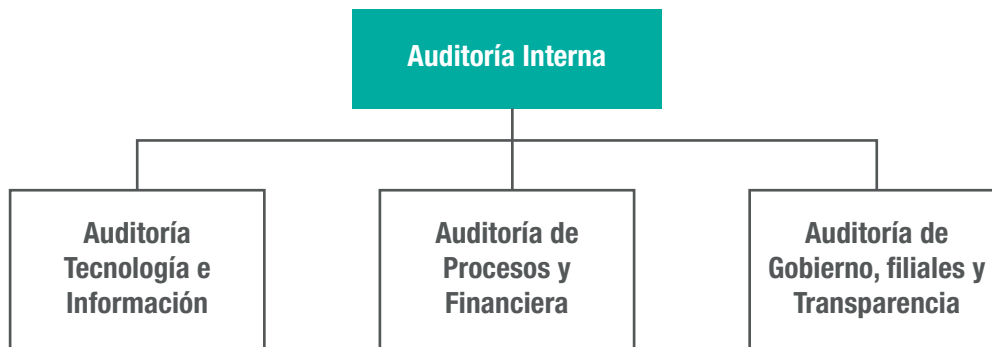 Auditoría Interna
Auditoría
Tecnología e
Información
Auditoría de
Procesos y
Financiera
Auditoría de
Gobierno, filiales y
Transparencia